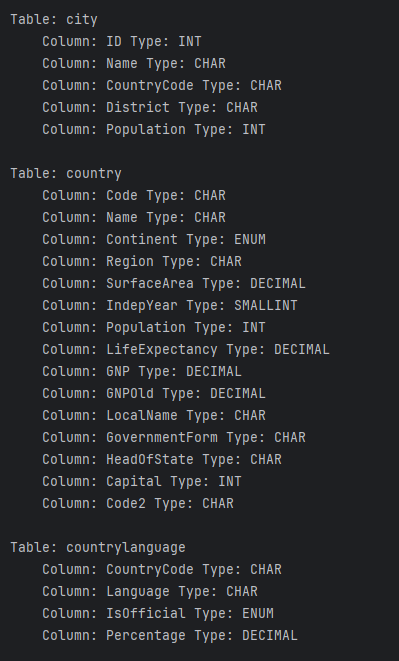 Table: city
Column: ID Type: INT
Column: Name Type: CHAR
Column: CountryCode Type: CHAR
Column: District Type: CHAR
Column: Population Type: INT
Table: country
Column: Code Type: CHAR
Column: Name Type: CHAR
Column: Continent Type: ENUM
Column: Region Type: CHAR
Column: SurfaceArea Type: DECIMAL
Column: IndepYear Type: SMALLINT
Column: Population Type: INT
Column: LifeExpectancy Type: DECIMAL
Column: GNP Type: DECIMAL
Column: GNPOld Type: DECIMAL
Column: LocalName Type: CHAR
Column: GovernmentForm Type: CHAR
Column: HeadOfState Type: CHAR
Column: Capital Type: INT
Column: Code2 Type: CHAR
Table: countrylanguage
Column: CountryCode Type: CHAR
Column: Language Type: CHAR
Column: IsOfficial Type: ENUM
Column: Percentage Type: DECIMAL